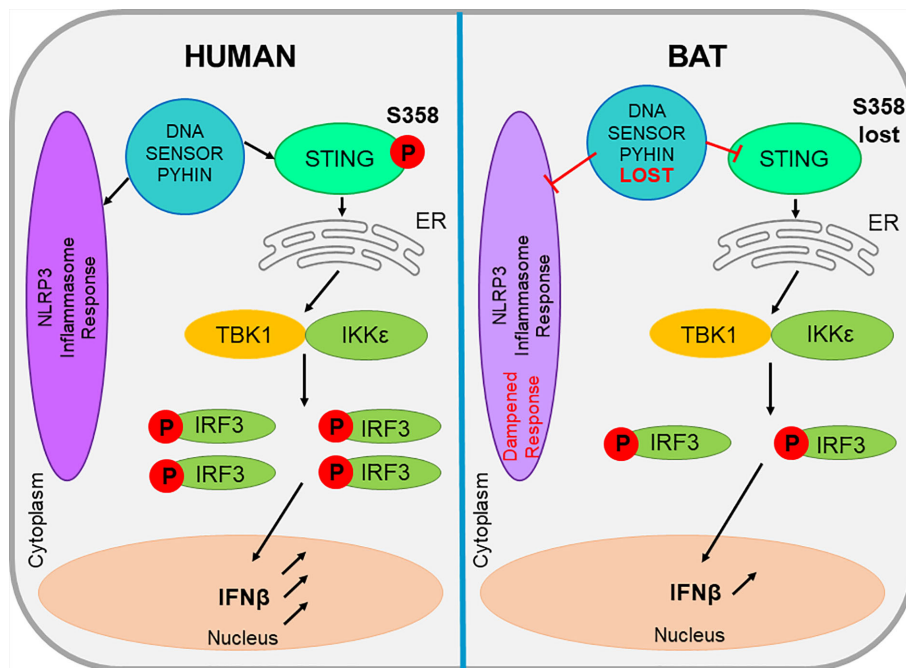 HUMAN
DNA
SENSOR
PYHIN
S358
P
STING
ER
NLRP3
Inflammasome
Response
TBK1
IKKε
P
IRF3
P
IRF3
P
IRF3
P
IRF3
Cytoplasm
IFNβ
Nucleus
BAT
DNA
SENSOR
PYHIN
LOST
S358
lost
STING
ER
NLRP3
Inflammasome
Response
Dampened
Response
TBK1
IKKε
P
IRF3
P
IRF3
Cytoplasm
IFNβ
Nucleus